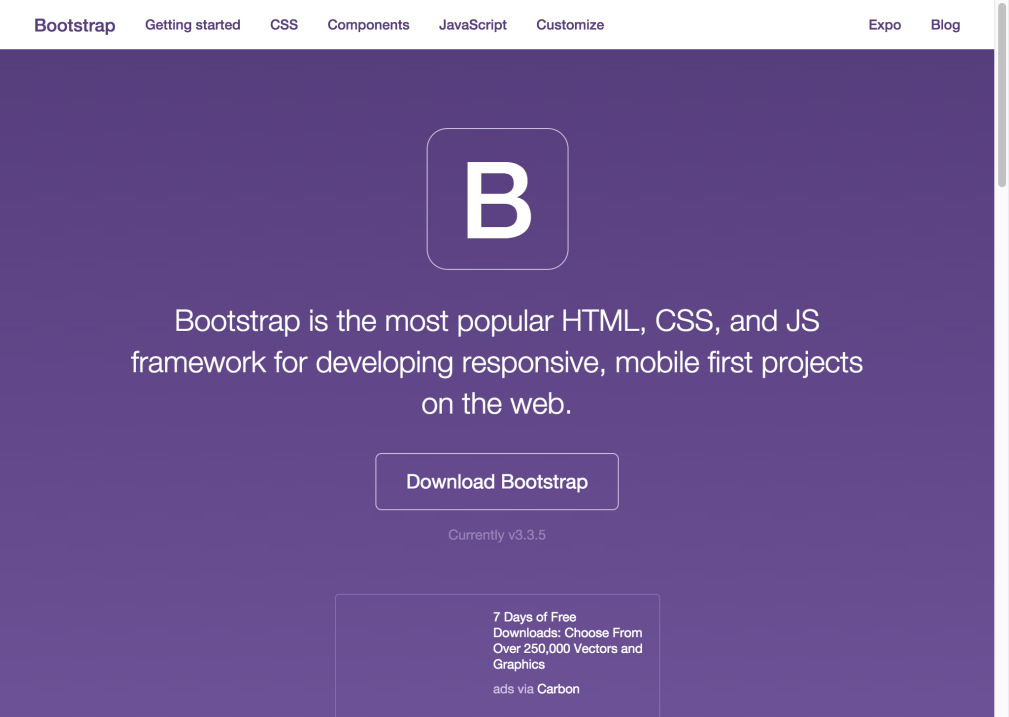 Bootstrap Getting started CSS Components JavaScript Customize Expo Blog
B
Bootstrap is the most popular HTML, CSS, and JS
framework for developing responsive, mobile first projects
on the web.
Download Bootstrap
Currently v3.3.5
7 Days of Free
Downloads: Choose From
Over 250,000 Vectors and
Graphics
ads via Carbon